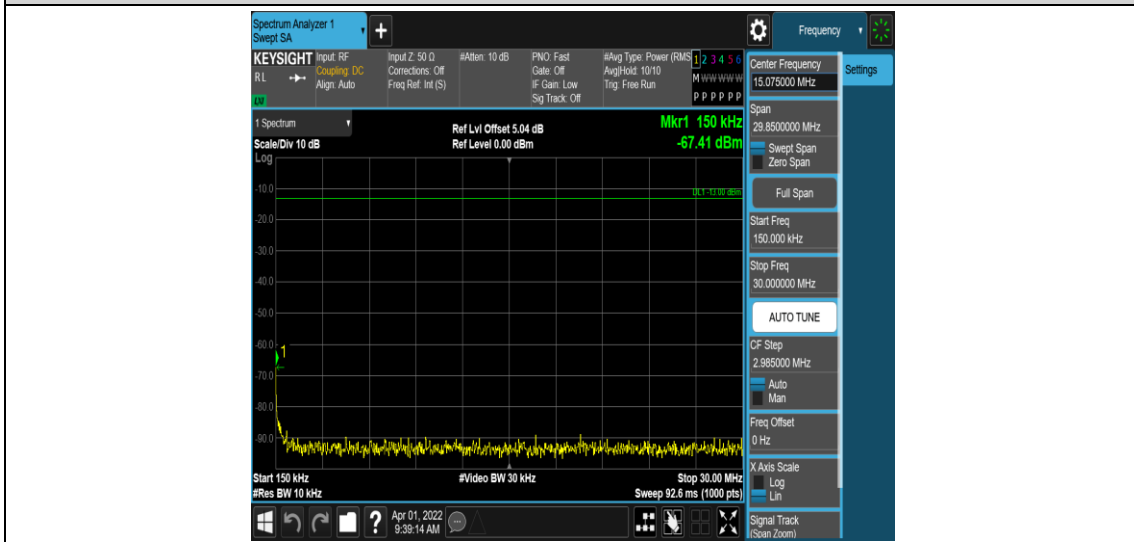 Spectrum Analyzer 1
Swept SA
+
Frequency
KEYSIGHT
RL
LXI
Input: RF
Coupling: DC
Align: Auto
Input Z: 50 Ω
Corrections: Off
Freq Ref: Int (S)
#Atten: 10 dB
PNO: Fast
Gate: Off
IF Gain: Low
Sig Track: Off
#Avg Type: Power (RMS
Avg|Hold: 10/10
Trig: Free Run
1 2 3 4 5 6
M W W W W W
P P P P P P
1 Spectrum
Scale/Div 10 dB
Ref Lvl Offset 5.04 dB
Ref Level 0.00 dBm
Mkr1 150 kHz
-67.41 dBm
Log
DL1 -13.00 dBm
-10.0
-20.0
-30.0
-40.0
-50.0
-60.0
1
-70.0
-80.0
-90.0
Start 150 kHz
#Res BW 10 kHz
#Video BW 30 kHz
Stop 30.00 MHz
Sweep 92.6 ms (1000 pts)
?
Apr 01, 2022
9:39:14 AM
Center Frequency
15.075000 MHz
Settings
Span
29.8500000 MHz
Swept Span
Zero Span
Full Span
Start Freq
150.000 kHz
Stop Freq
30.000000 MHz
AUTO TUNE
CF Step
2.985000 MHz
Auto
Man
Freq Offset
0 Hz
X Axis Scale
Log
Lin
Signal Track
(Span Zoom)